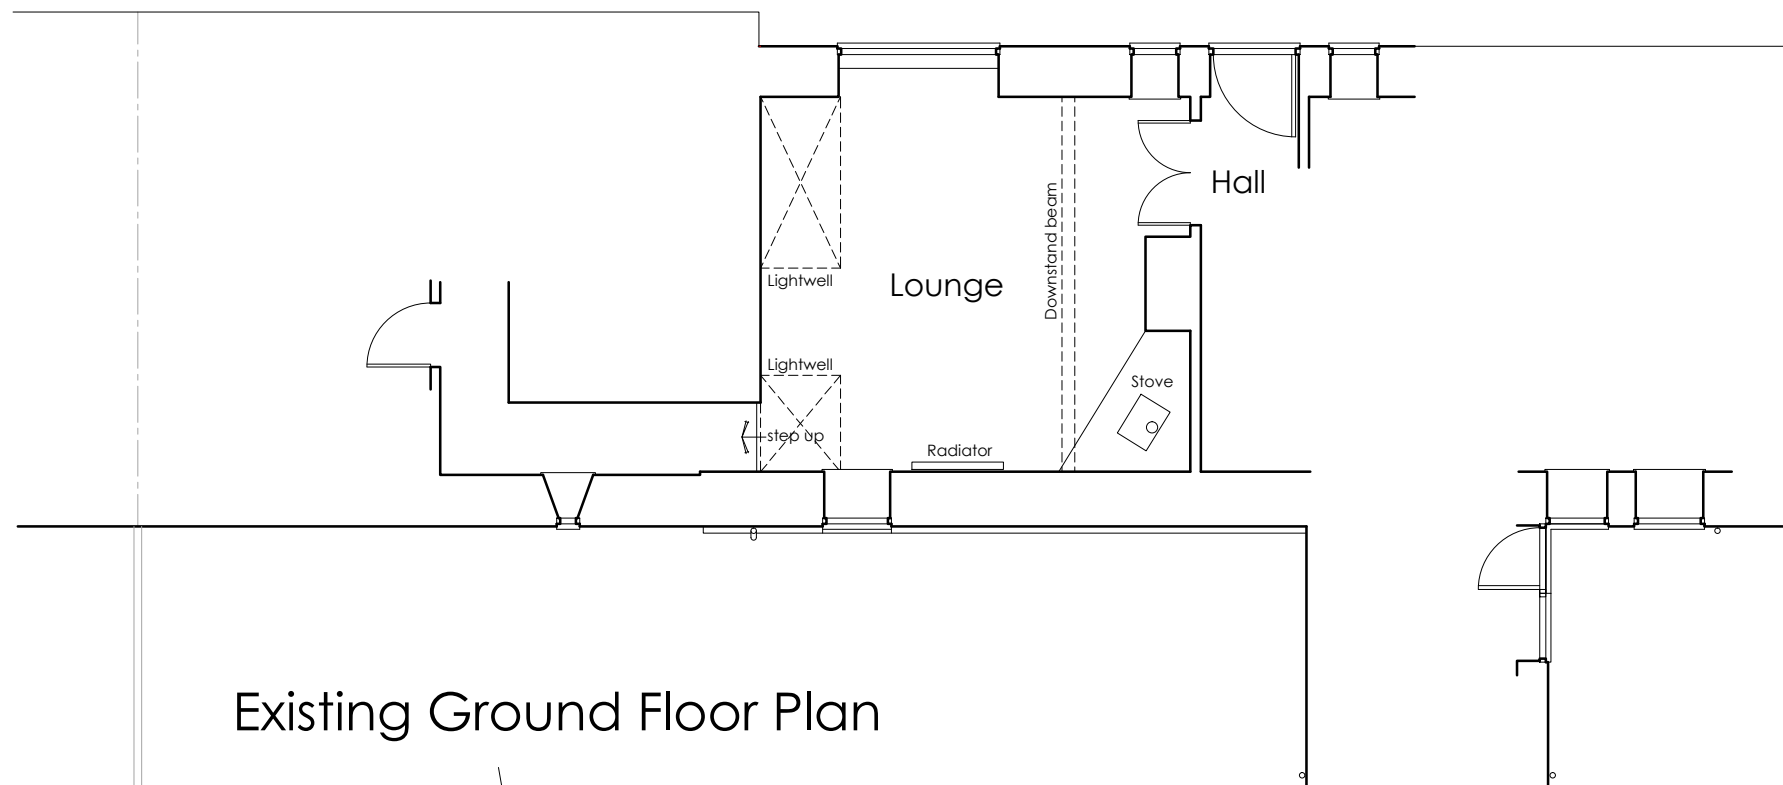 Hall
Downstand beam
Lightwell
Lounge
Lightwell
Stove
step up
Radiator
Existing Ground Floor Plan